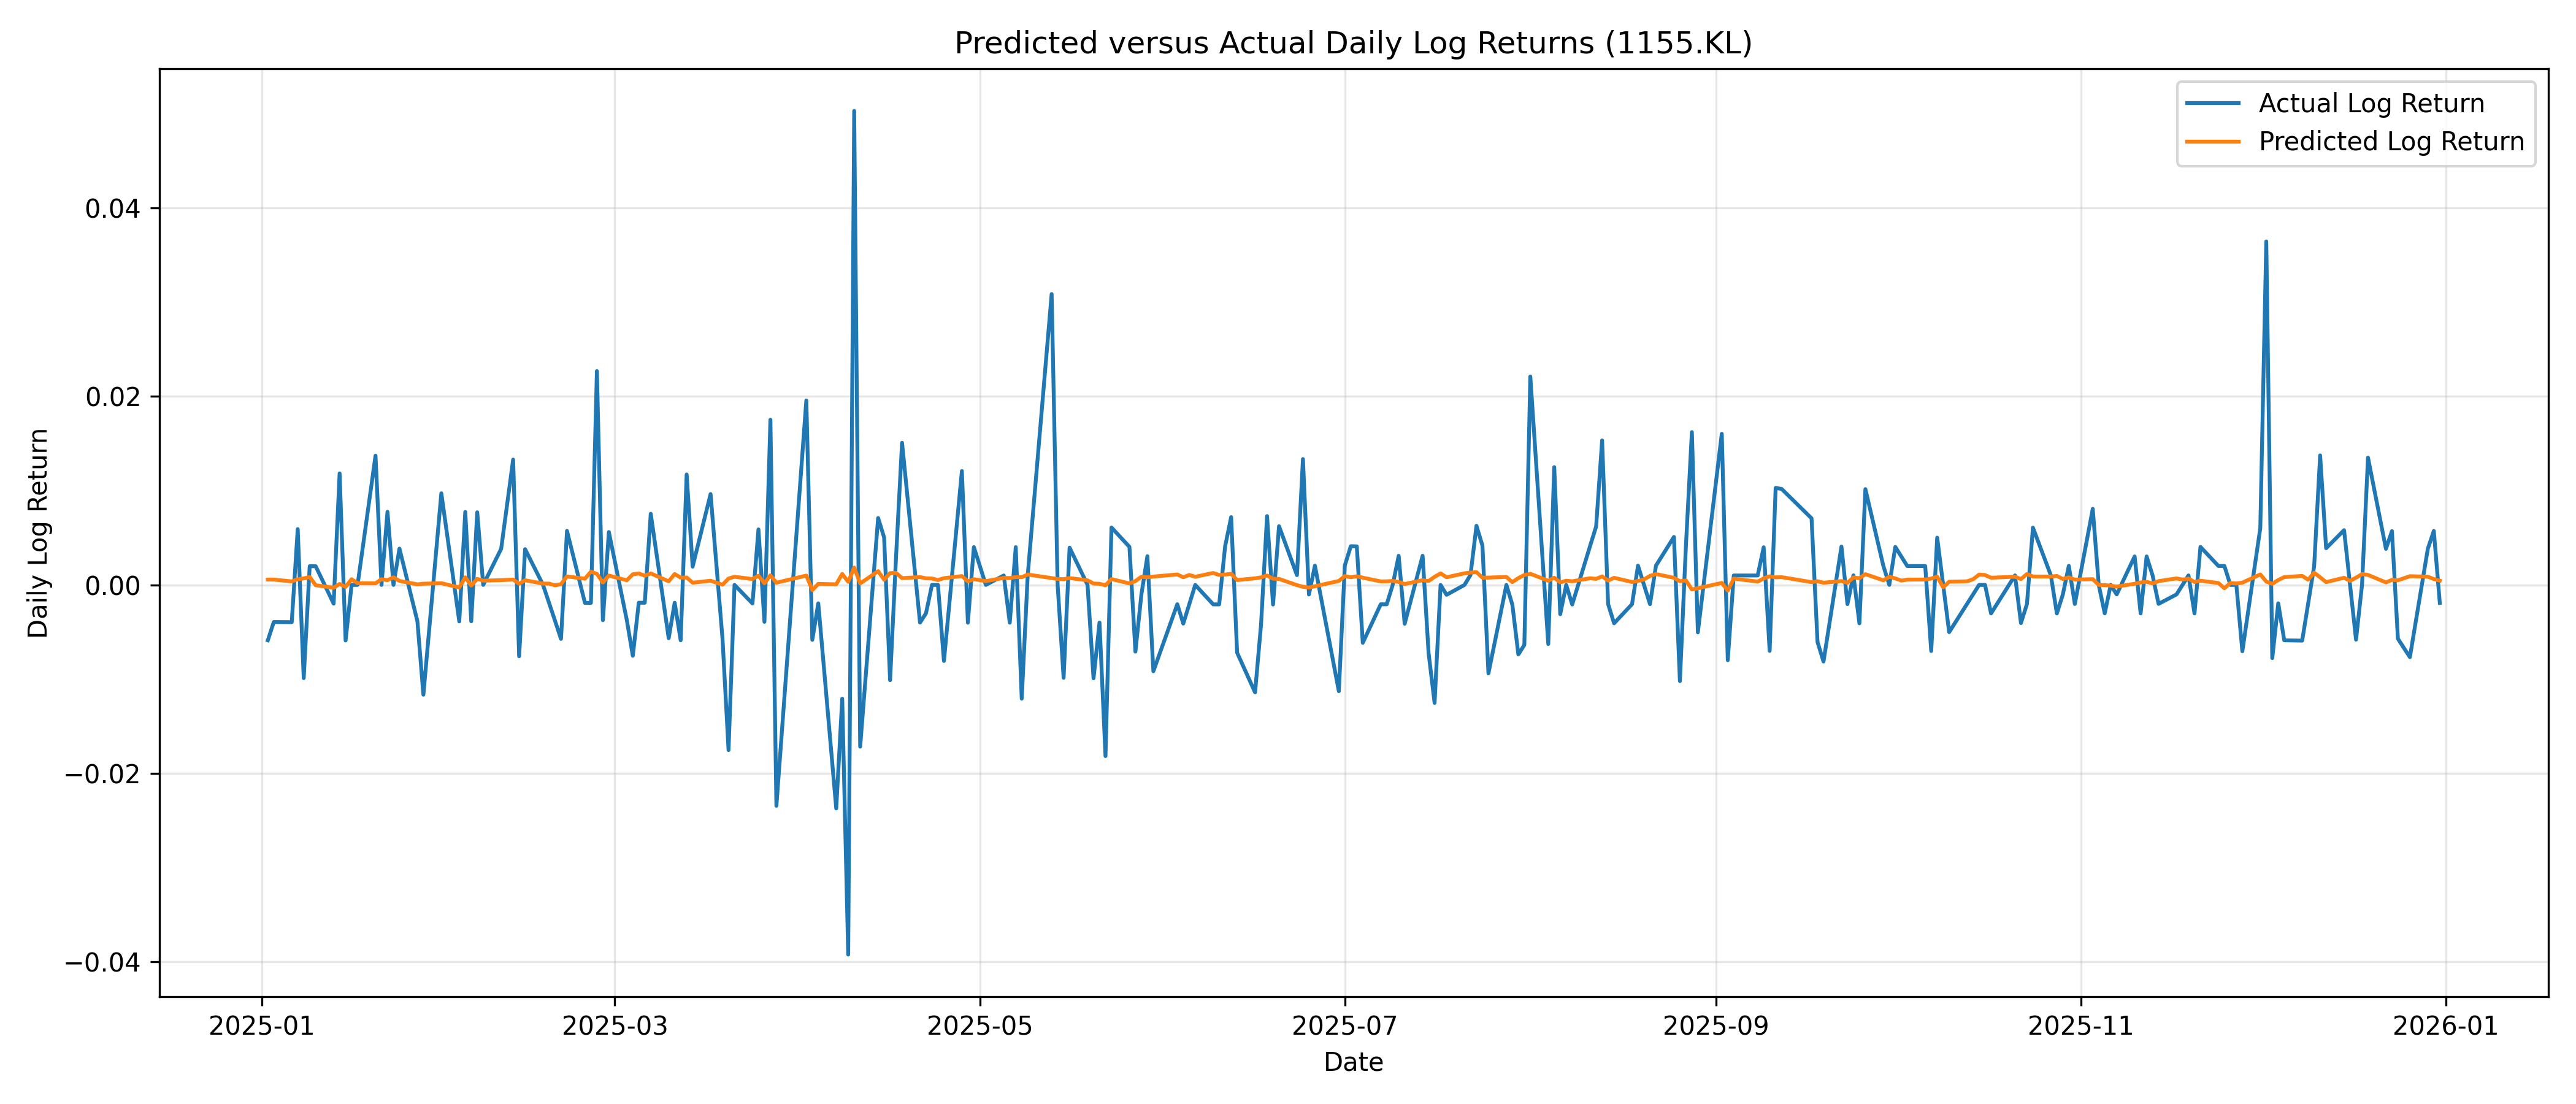 Predicted versus Actual Daily Log Returns (1155.KL)
Actual Log Return
Predicted Log Return
Daily Log Return
0.04
0.02
0.00
−0.02
−0.04
2025-01
2025-03
2025-05
2025-07
2025-09
2025-11
2026-01
Date